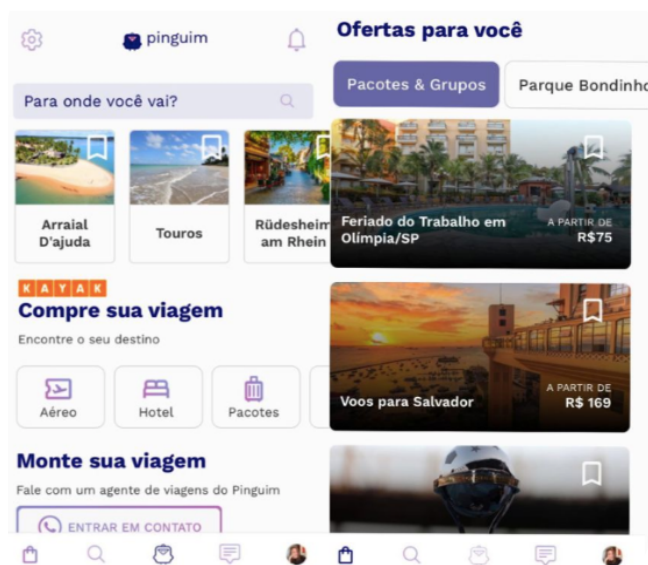 pinguim
Para onde você vai?
Arraial
D'ajuda
Touros
Rüdesheim
am Rhein
KAYAK
Compre sua viagem
Encontre o seu destino
Aéreo
Hotel
Pacotes
Monte sua viagem
Fale com um agente de viagens do Pinguim
ENTRAR EM CONTATO
Ofertas para você
Pacotes & Grupos
Parque Bondinho
Feriado do Trabalho em
Olímpia/SP
A PARTIR DE
R$75
Voos para Salvador
A PARTIR DE
R$ 169